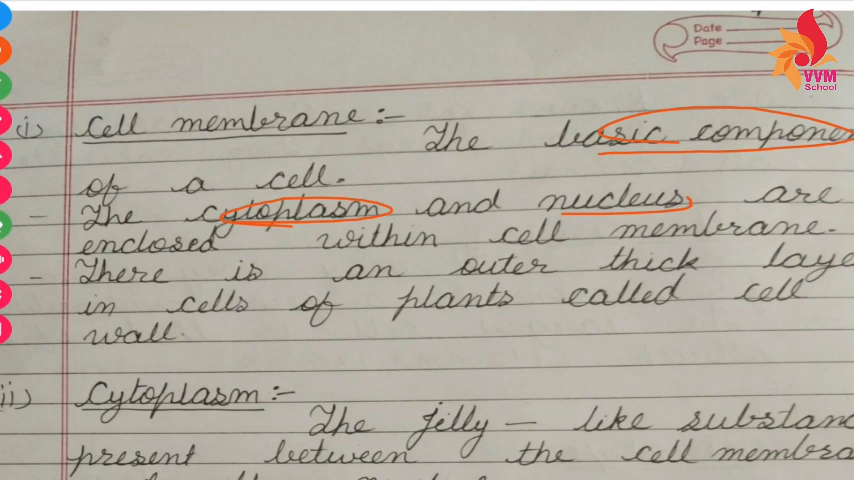 Date
Page
VVM
School
(i) Cell membrane :-
The basic componen
of a cell.
- The cytoplasm and nucleus are
enclosed within cell membrane.
- There is an outer thick laye
in cells of plants called cell
wall.
ii) Cytoplasm :-
The jelly - like substanc
present between the cell membra